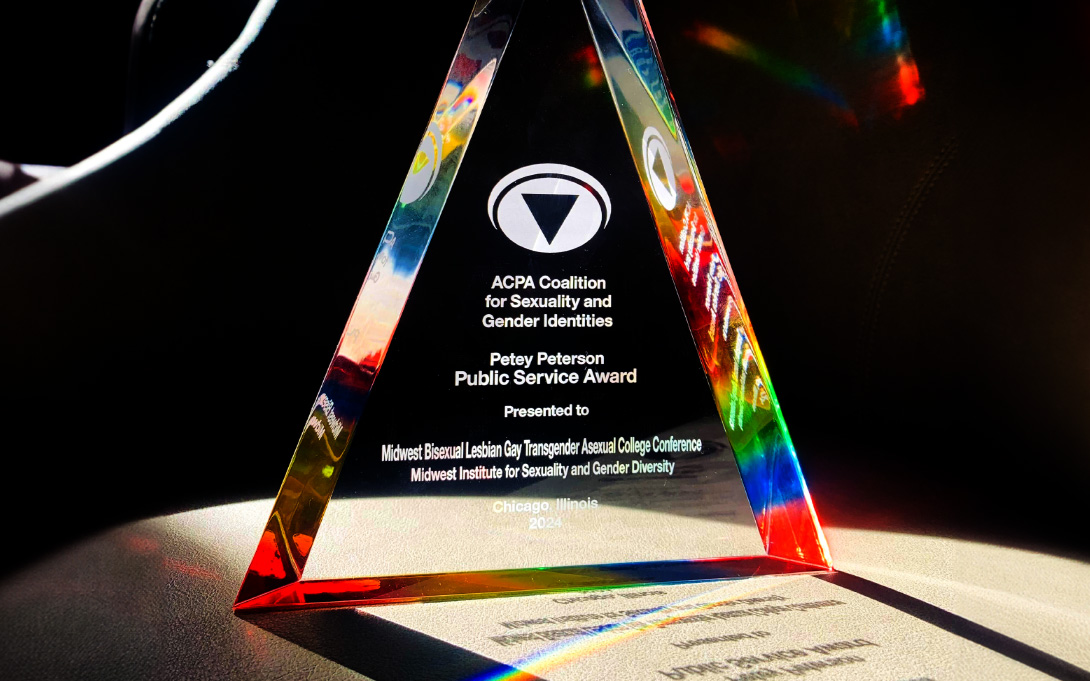 ACPA Coalition
for Sexuality and
Gender Identities
Petey Peterson
Public Service Award
Presented to
Midwest Bisexual Lesbian Gay Transgender Asexual College Conference
Midwest Institute for Sexuality and Gender Diversity
Chicago, Illinois
2024